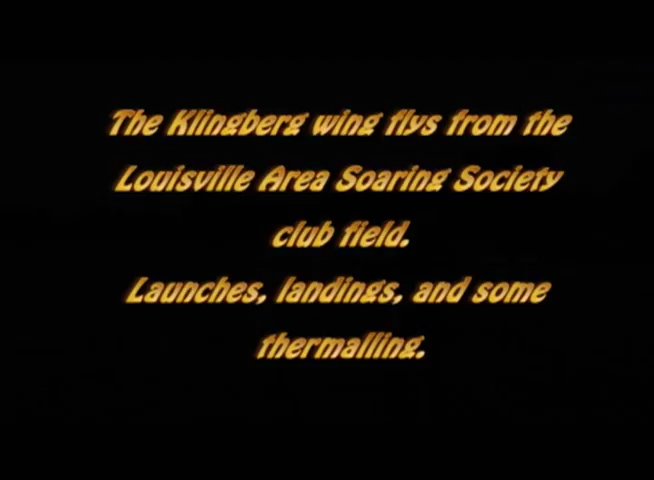 The Klingberg wing flys from the
Louisville Area Soaring Society
club field.
Launches, landings, and some
thermalling.